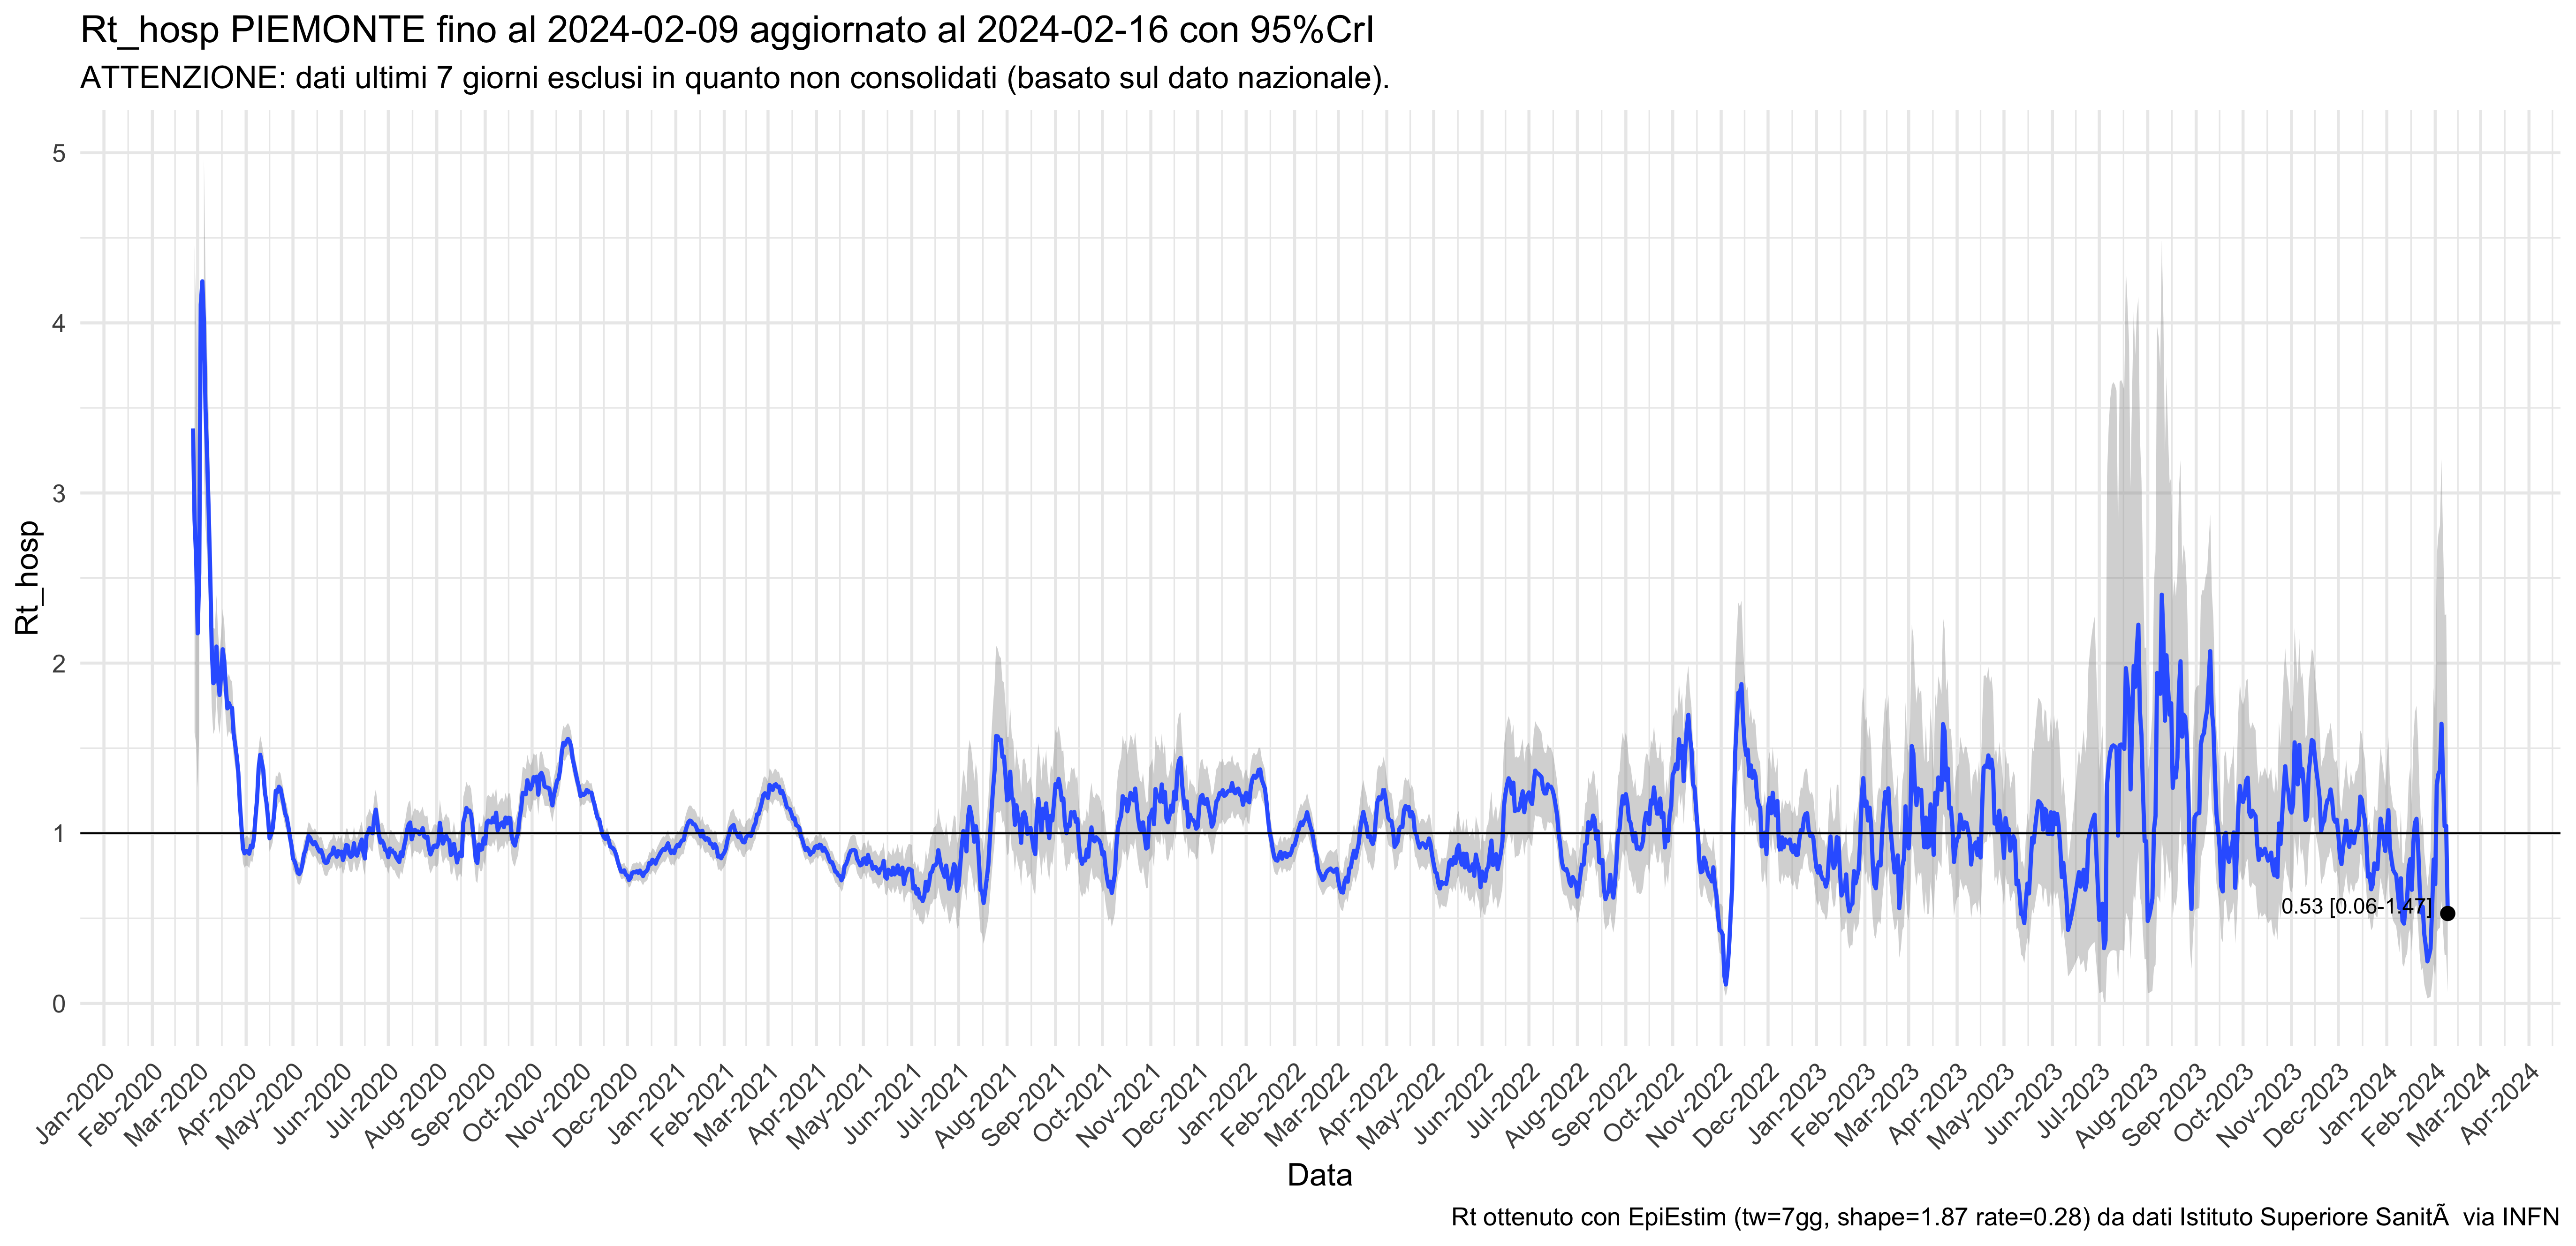 Rt_hosp PIEMONTE fino al 2024-02-09 aggiornato al 2024-02-16 con 95%CrI
ATTENZIONE: dati ultimi 7 giorni esclusi in quanto non consolidati (basato sul dato nazionale).
5
4
3
2
1
0
Rt_hosp
0.53 [0.06-1.47]
Jan-2020
Feb-2020
Mar-2020
Apr-2020
May-2020
Jun-2020
Jul-2020
Aug-2020
Sep-2020
Oct-2020
Nov-2020
Dec-2020
Jan-2021
Feb-2021
Mar-2021
Apr-2021
May-2021
Jun-2021
Jul-2021
Aug-2021
Sep-2021
Oct-2021
Nov-2021
Dec-2021
Jan-2022
Feb-2022
Mar-2022
Apr-2022
May-2022
Jun-2022
Jul-2022
Aug-2022
Sep-2022
Oct-2022
Nov-2022
Dec-2022
Jan-2023
Feb-2023
Mar-2023
Apr-2023
May-2023
Jun-2023
Jul-2023
Aug-2023
Sep-2023
Oct-2023
Nov-2023
Dec-2023
Jan-2024
Feb-2024
Mar-2024
Apr-2024
Data
Rt ottenuto con EpiEstim (tw=7gg, shape=1.87 rate=0.28) da dati Istituto Superiore SanitÃ  via INFN